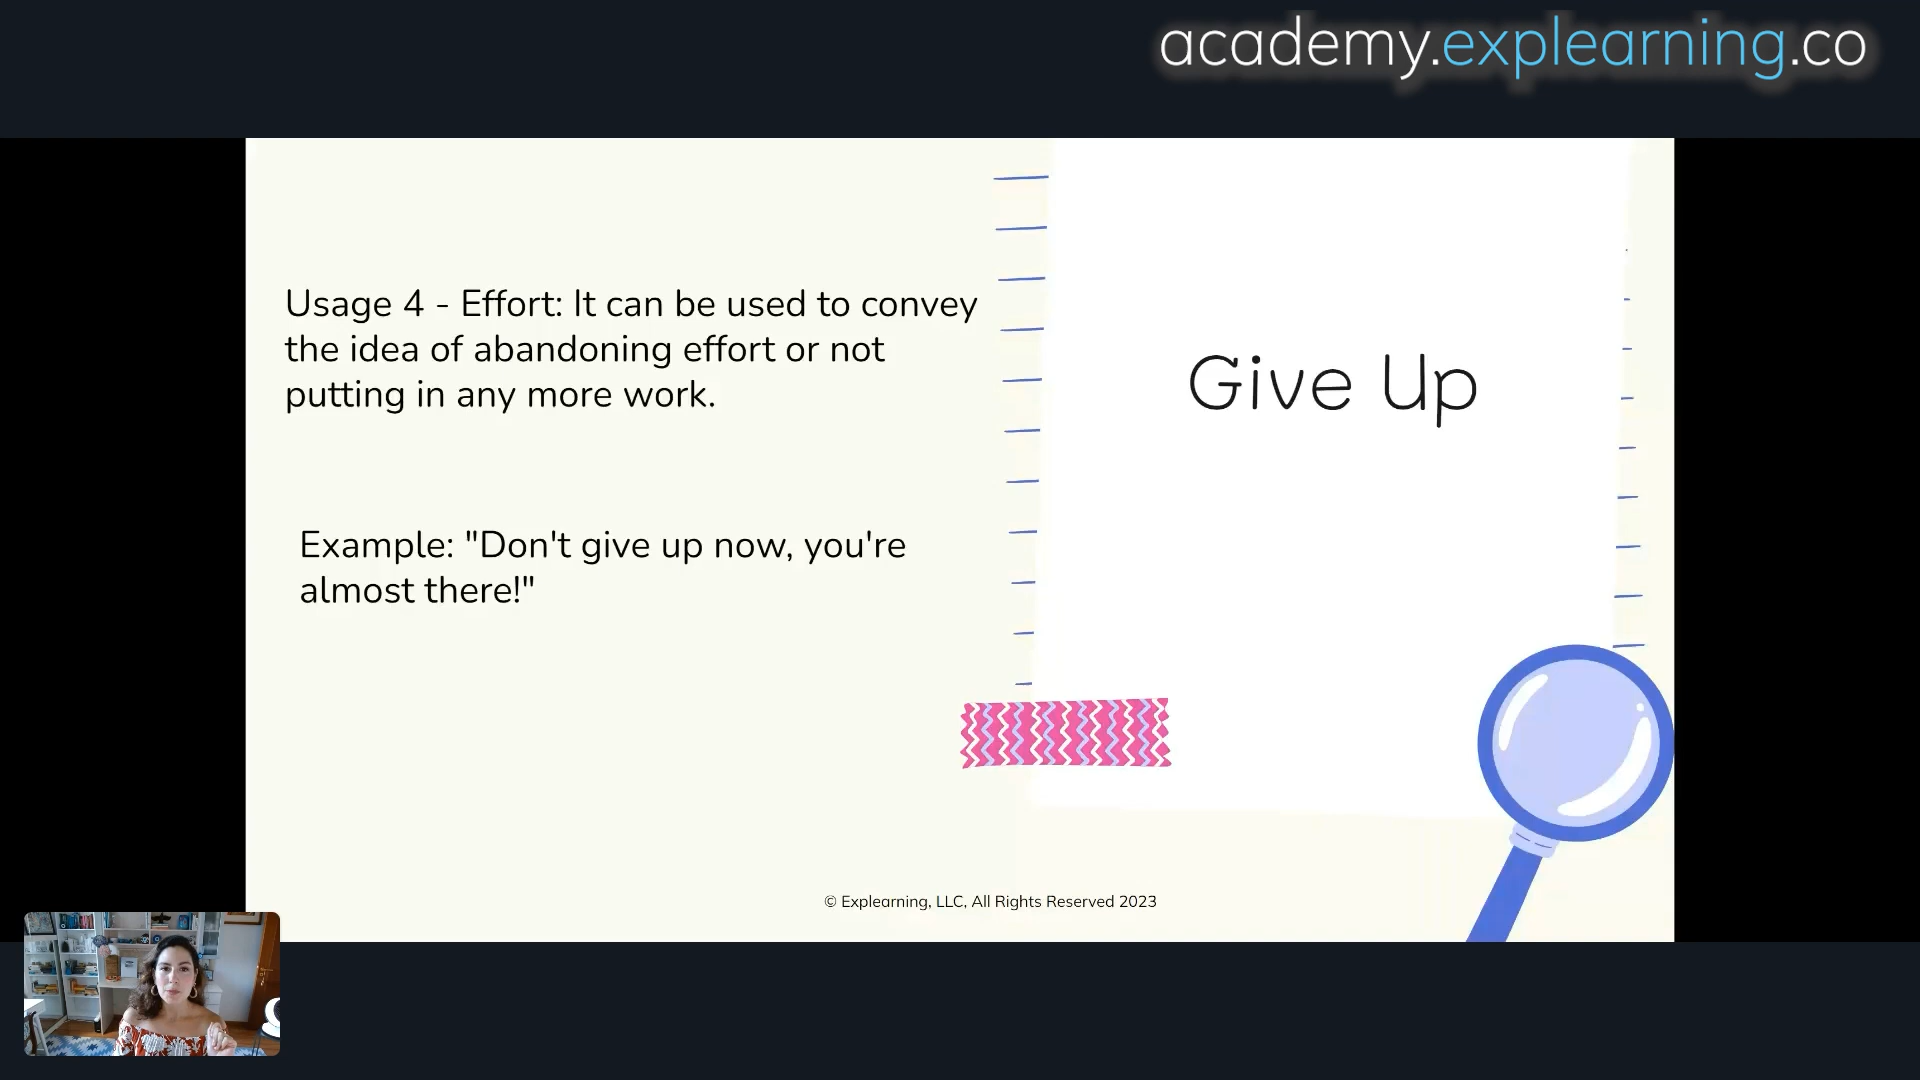 academy.explearning.co
Usage 4 - Effort: It can be used to convey
the idea of abandoning effort or not
putting in any more work.
Give Up
Example: "Don't give up now, you're
almost there!"
© Explearning, LLC, All Rights Reserved 2023